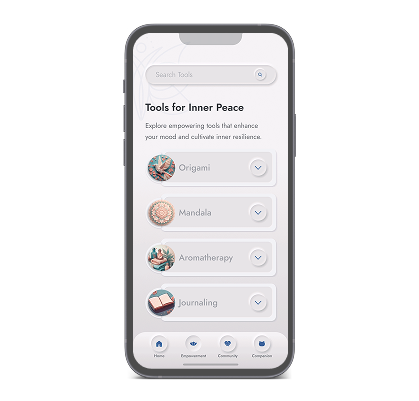 Search Tools
Tools for Inner Peace
Explore empowering tools that enhance
your mood and cultivate inner resilience.
Origami
Mandala
Aromatherapy
Journaling
Home
Empowerment
Community
Companion